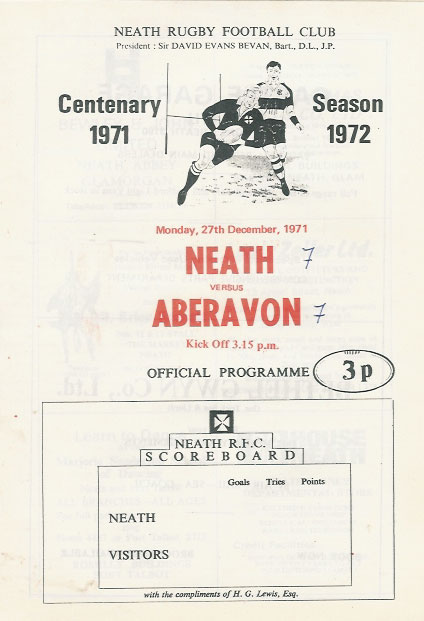 NEATH RUGBY FOOTBALL CLUB
President : Sir DAVID EVANS BEVAN, Bart., D.L., J.P.
Centenary Season
1971 1972
Monday, 27th December, 1971
NEATH 7
VERSUS
ABERAVON 7
Kick Off 3.15 p.m.
OFFICIAL PROGRAMME 3p
NEATH R.F.C.
SCOREBOARD
Goals Tries Points
NEATH
VISITORS
with the compliments of H. G. Lewis, Esq.